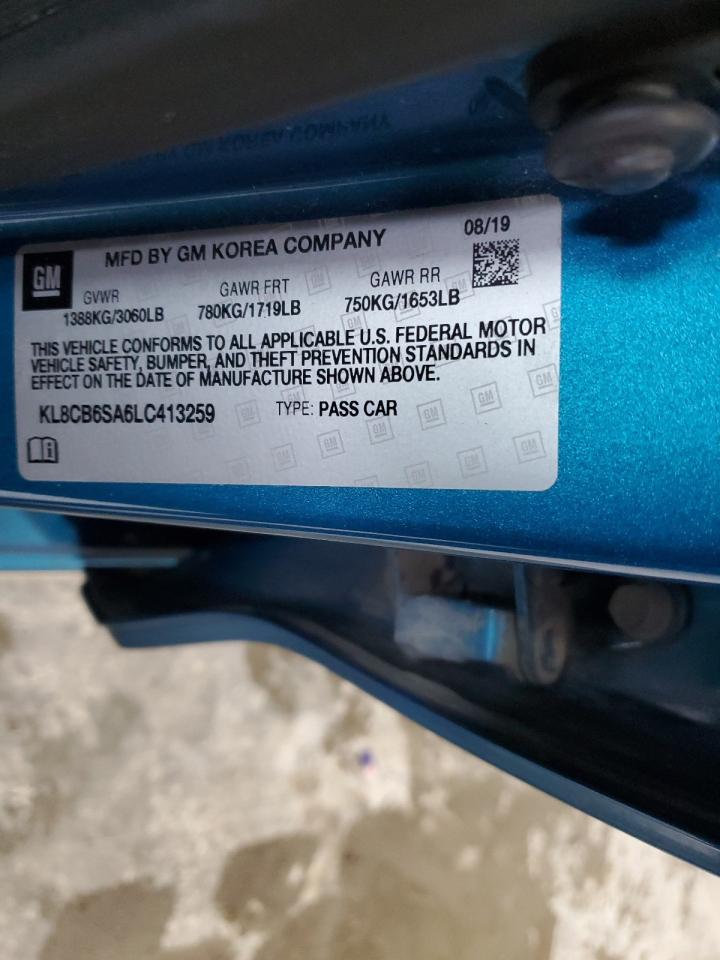 GM
MFD BY GM KOREA COMPANY
08/19
GVWR
GAWR FRT
GAWR RR
1388KG/3060LB
780KG/1719LB
750KG/1653LB
THIS VEHICLE CONFORMS TO ALL APPLICABLE U.S. FEDERAL MOTOR
VEHICLE SAFETY, BUMPER, AND THEFT PREVENTION STANDARDS IN
EFFECT ON THE DATE OF MANUFACTURE SHOWN ABOVE.
KL8CB6SA6LC413259
TYPE: PASS CAR